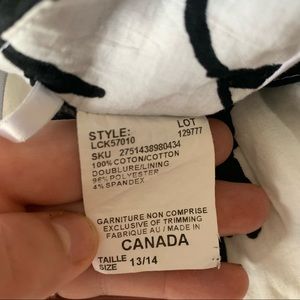 STYLE: LOT
LCK57010 129777
SKU 2751438980434
100%COTON/COTTON
DOUBLURE/LINING
96% POLYESTER
4% SPANDEX
GARNITURE NON COMPRISE
EXCLUSIVE OF TRIMMING
FABRIQUE AU / MADE IN
CANADA
TAILLE
SIZE 13/14